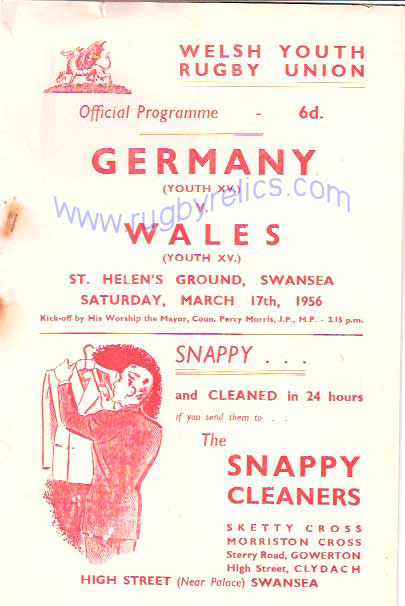 WELSH YOUTH
RUGBY UNION
Official Programme - 6d.
GERMANY
(YOUTH XV.)
V.
www.rugbyrelics.com
WALES
(YOUTH XV.)
ST. HELEN'S GROUND, SWANSEA
SATURDAY, MARCH 17th, 1956
Kick-off by His Worship the Mayor, Coun. Percy Morris, J.P., M.P. - 3.15 p.m.
SNAPPY . . .
and CLEANED in 24 hours
if you send them to . . .
The
SNAPPY
CLEANERS
SKETTY CROSS
MORRISTON CROSS
Sterry Road, GOWERTON
High Street, CLYDACH
HIGH STREET (Near Palace) SWANSEA